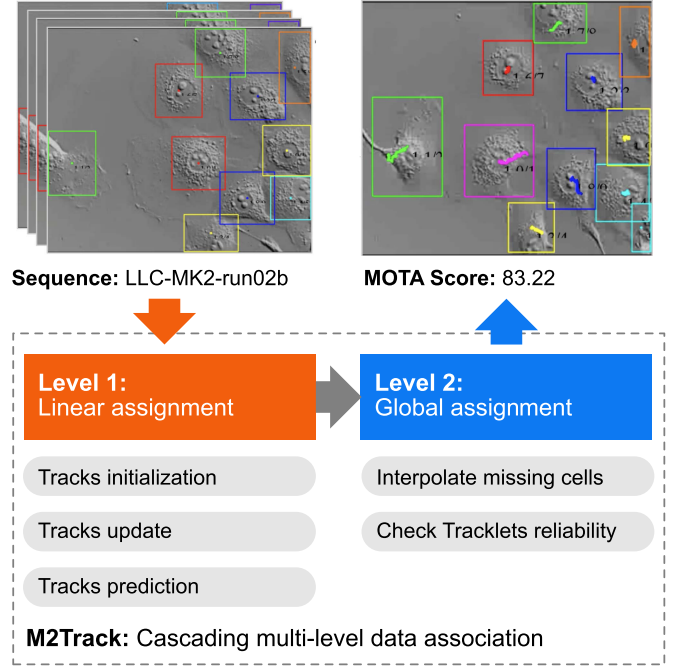 Sequence: LLC-MK2-run02b
MOTA Score: 83.22
Level 1:
Linear assignment
Level 2:
Global assignment
Tracks initialization
Tracks update
Tracks prediction
Interpolate missing cells
Check Tracklets reliability
M2Track: Cascading multi-level data association